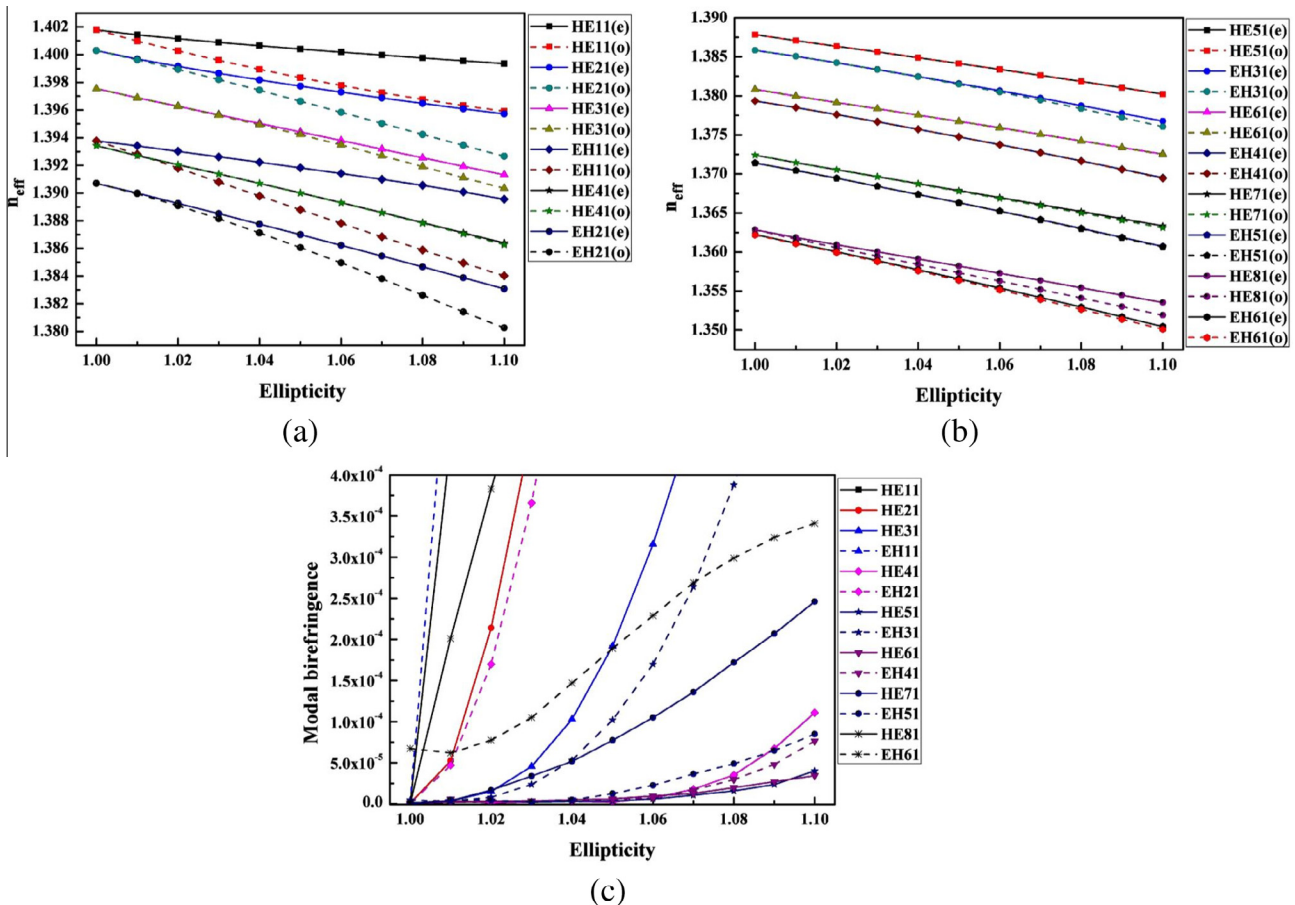 1.402
1.400
1.398
1.396
1.394
1.392
1.390
1.388
1.386
1.384
1.382
1.380
n_eff
1.00
1.02
1.04
1.06
1.08
1.10
Ellipticity
HE11(e)
HE11(o)
HE21(e)
HE21(o)
HE31(e)
HE31(o)
EH11(e)
EH11(o)
HE41(e)
HE41(o)
EH21(e)
EH21(o)
(a)
1.390
1.385
1.380
1.375
1.370
1.365
1.360
1.355
1.350
n_eff
1.00
1.02
1.04
1.06
1.08
1.10
Ellipticity
HE51(e)
HE51(o)
EH31(e)
EH31(o)
HE61(e)
HE61(o)
EH41(e)
EH41(o)
HE71(e)
HE71(o)
EH51(e)
EH51(o)
HE81(e)
HE81(o)
EH61(e)
EH61(o)
(b)
4.0x10⁻⁴
3.5x10⁻⁴
3.0x10⁻⁴
2.5x10⁻⁴
2.0x10⁻⁴
1.5x10⁻⁴
1.0x10⁻⁴
5.0x10⁻⁵
0.0
Modal birefringence
1.00
1.02
1.04
1.06
1.08
1.10
Ellipticity
HE11
HE21
HE31
EH11
HE41
EH21
HE51
EH31
HE61
EH41
HE71
EH51
HE81
EH61
(c)